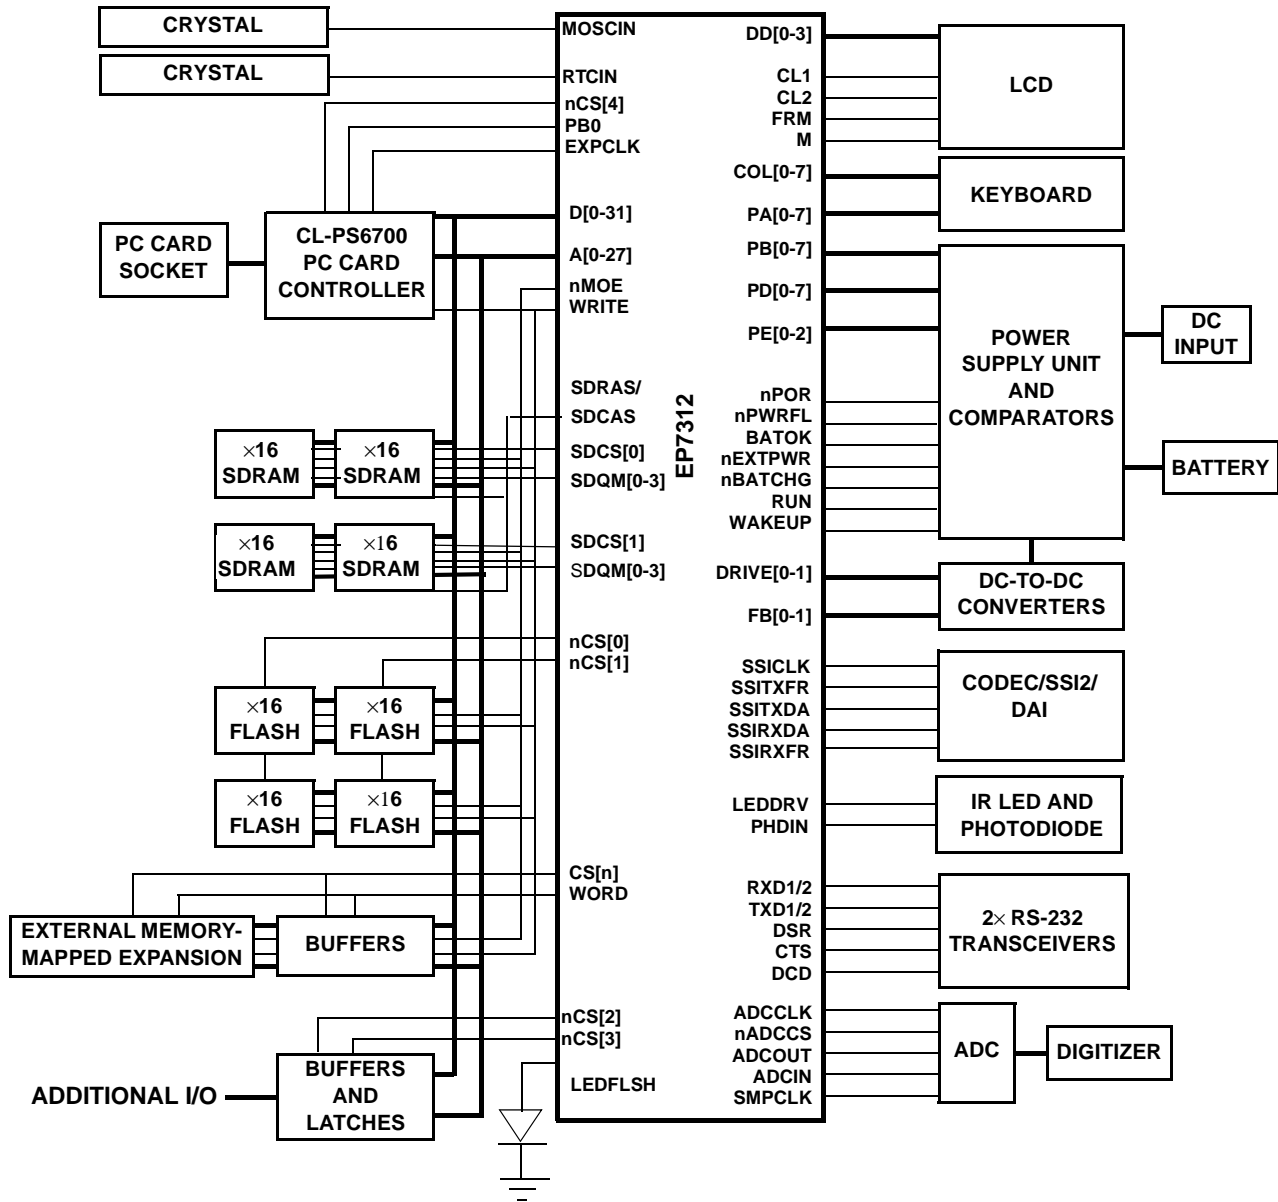 CRYSTAL
CRYSTAL
PC CARD
SOCKET
CL-PS6700
PC CARD
CONTROLLER
×16
SDRAM
×16
SDRAM
×16
SDRAM
×16
SDRAM
×16
FLASH
×16
FLASH
×16
FLASH
×16
FLASH
EXTERNAL MEMORY-
MAPPED EXPANSION
BUFFERS
ADDITIONAL I/O
BUFFERS
AND
LATCHES
MOSCIN
RTCIN
nCS[4]
PB0
EXPCLK
D[0-31]
A[0-27]
nMOE
WRITE
SDRAS/
SDCAS
SDCS[0]
SDQM[0-3]
SDCS[1]
SDQM[0-3]
nCS[0]
nCS[1]
CS[n]
WORD
nCS[2]
nCS[3]
LEDFLSH
EP7312
DD[0-3]
CL1
CL2
FRM
M
COL[0-7]
PA[0-7]
PB[0-7]
PD[0-7]
PE[0-2]
nPOR
nPWRFL
BATOK
nEXTPWR
nBATCHG
RUN
WAKEUP
DRIVE[0-1]
FB[0-1]
SSICLK
SSITXFR
SSITXDA
SSIRXDA
SSIRXFR
LEDDRV
PHDIN
RXD1/2
TXD1/2
DSR
CTS
DCD
ADCCLK
nADCCS
ADCOUT
ADCIN
SMPCLK
LCD
KEYBOARD
POWER
SUPPLY UNIT
AND
COMPARATORS
DC
INPUT
BATTERY
DC-TO-DC
CONVERTERS
CODEC/SSI2/
DAI
IR LED AND
PHOTODIODE
2× RS-232
TRANSCEIVERS
ADC
DIGITIZER